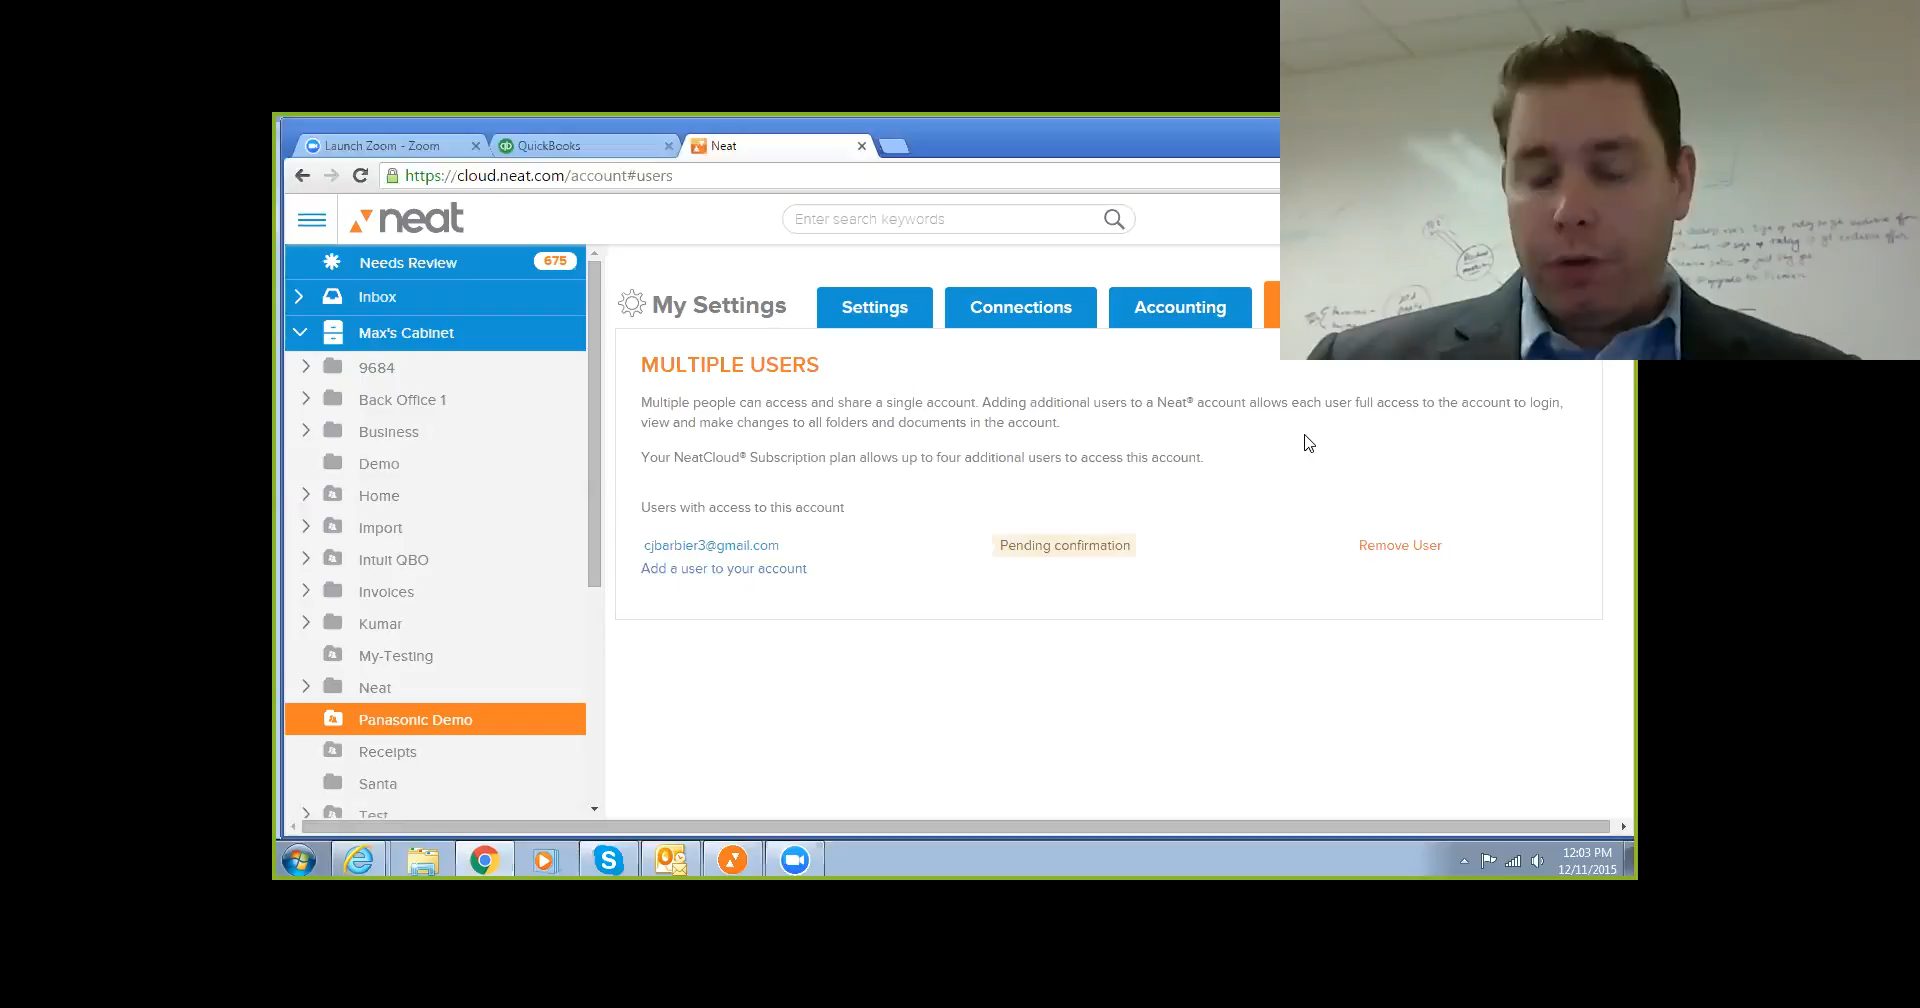 Launch Zoom - Zoom
QuickBooks
Neat
https://cloud.neat.com/account#users
neat
Enter search keywords
Needs Review
675
Inbox
Max's Cabinet
9684
Back Office 1
Business
Demo
Home
Import
Intuit QBO
Invoices
Kumar
My-Testing
Neat
Panasonic Demo
Receipts
Santa
Test
My Settings
Settings
Connections
Accounting
MULTIPLE USERS
Multiple people can access and share a single account. Adding additional users to a Neat® account allows each user full access to the account to login,
view and make changes to all folders and documents in the account.
Your NeatCloud® Subscription plan allows up to four additional users to access this account.
Users with access to this account
cjbarbier3@gmail.com
Pending confirmation
Remove User
Add a user to your account
12:03 PM
12/11/2015